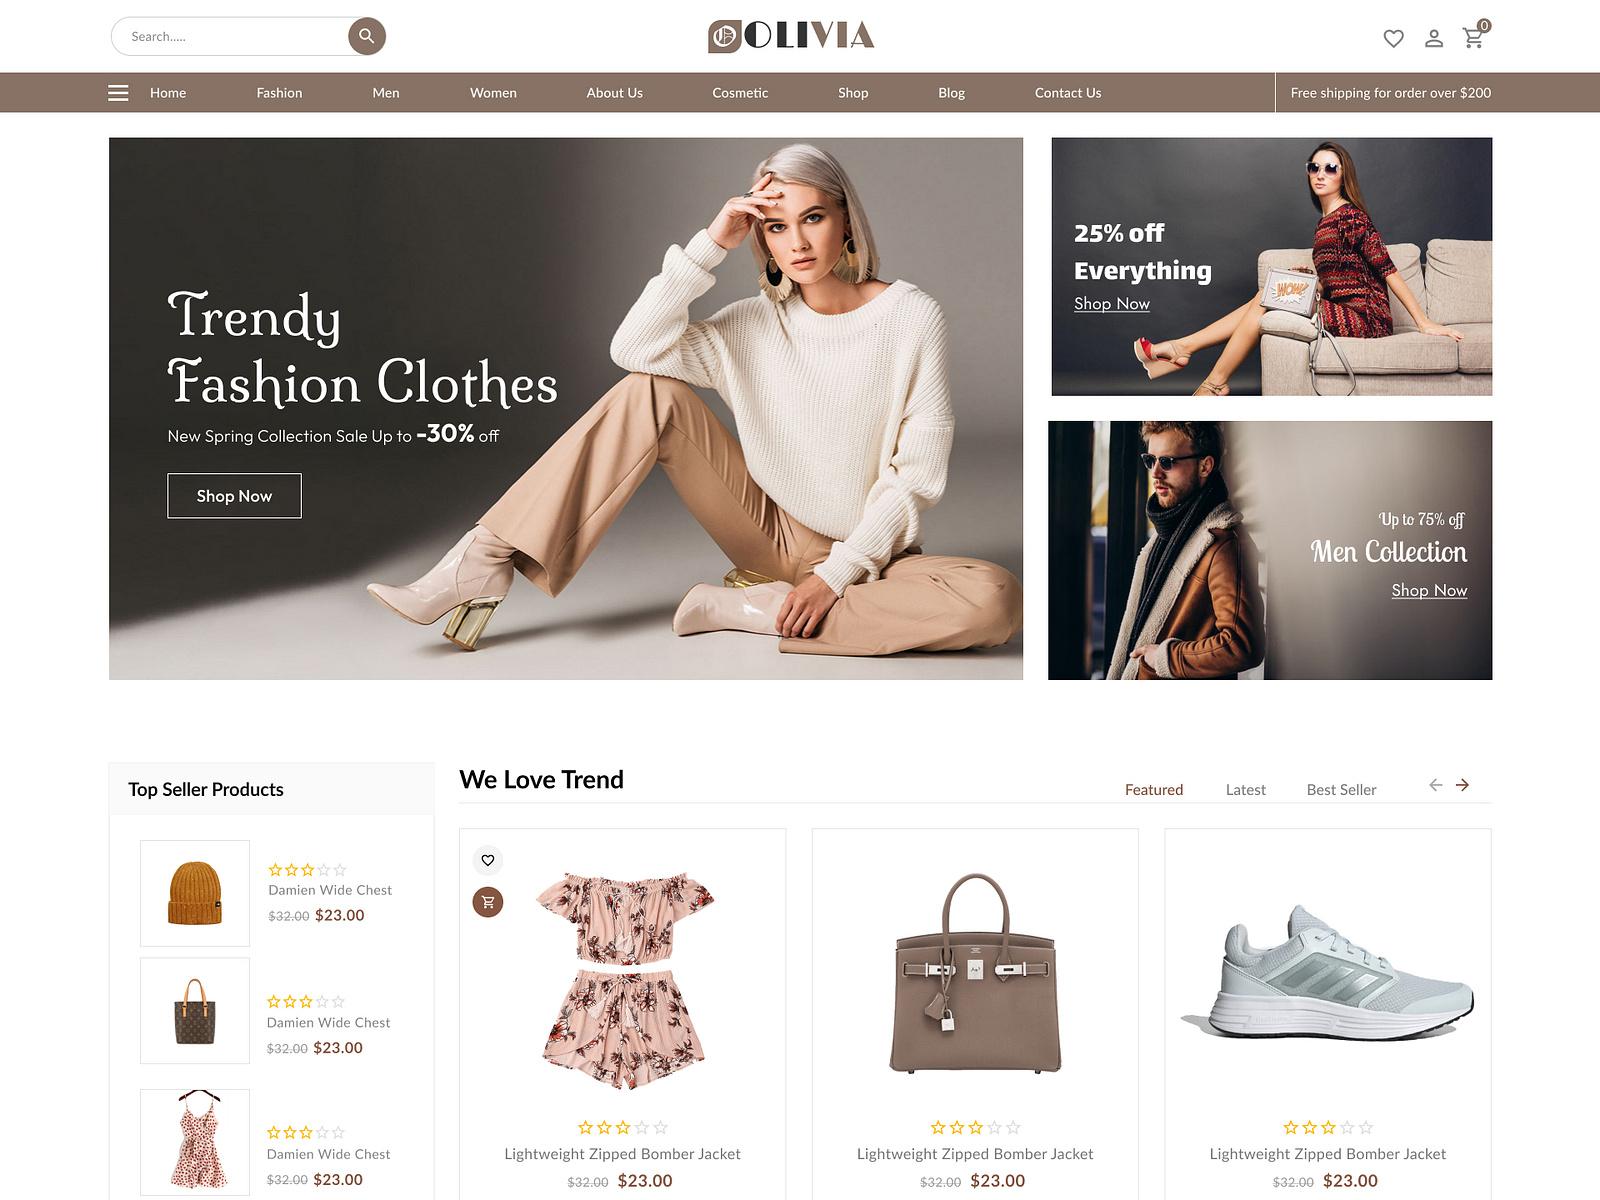 Search.....
OLIVIA
0
Home
Fashion
Men
Women
About Us
Cosmetic
Shop
Blog
Contact Us
Free shipping for order over $200
Trendy
Fashion Clothes
New Spring Collection Sale Up to -30% off
Shop Now
25% off
Everything
Shop Now
WOW!
Up to 75% off
Men Collection
Shop Now
Top Seller Products
Damien Wide Chest
$32.00 $23.00
Damien Wide Chest
$32.00 $23.00
Damien Wide Chest
$32.00 $23.00
We Love Trend
Featured
Latest
Best Seller
Lightweight Zipped Bomber Jacket
$32.00 $23.00
Lightweight Zipped Bomber Jacket
$32.00 $23.00
Lightweight Zipped Bomber Jacket
$32.00 $23.00